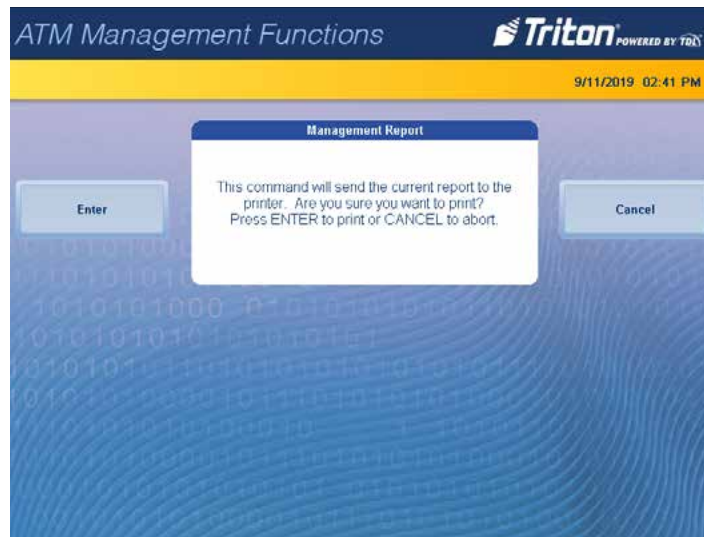 ATM Management Functions
Triton POWERED BY TDN
9/11/2019 02:41 PM
Management Report
This command will send the current report to the
printer. Are you sure you want to print?
Press ENTER to print or CANCEL to abort.
Enter
Cancel